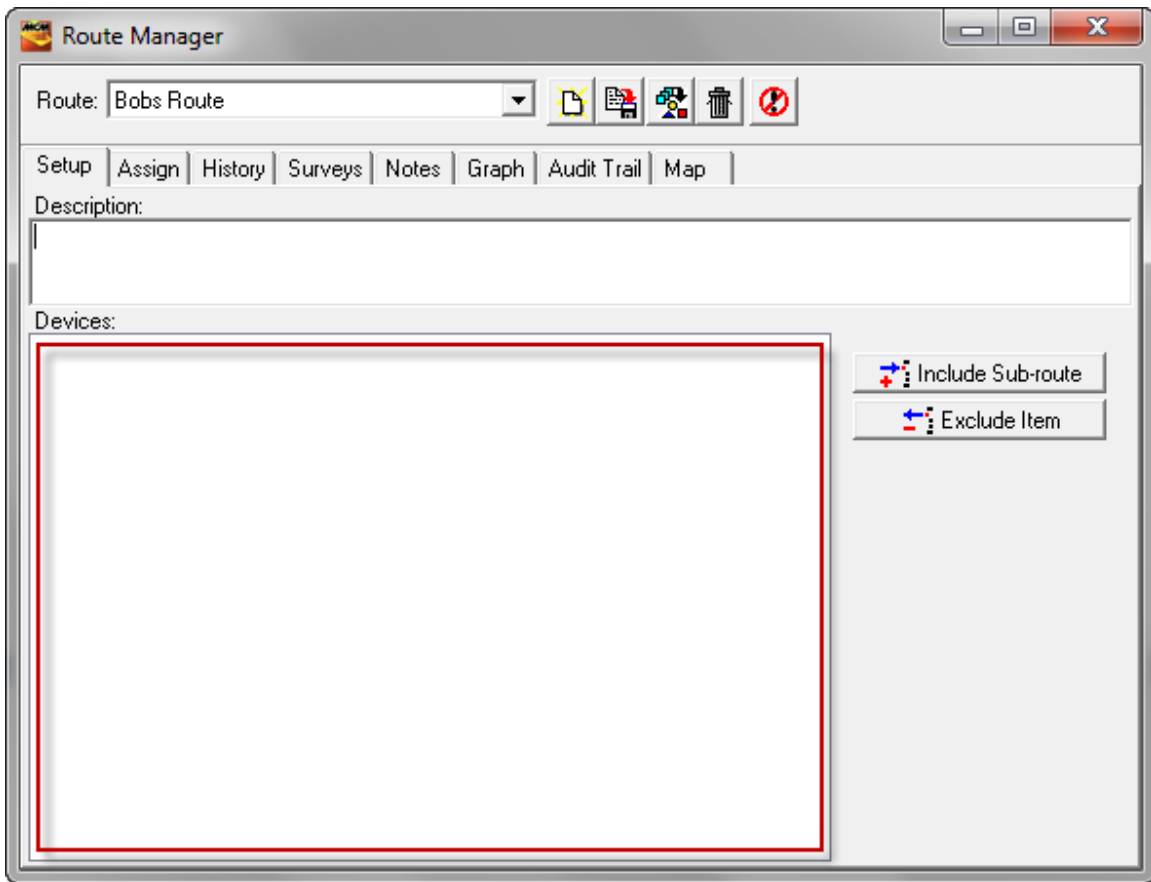 MCM
Route Manager
Route: Bobs Route
Setup Assign History Surveys Notes Graph Audit Trail Map
Description:
Devices:
Include Sub-route
Exclude Item